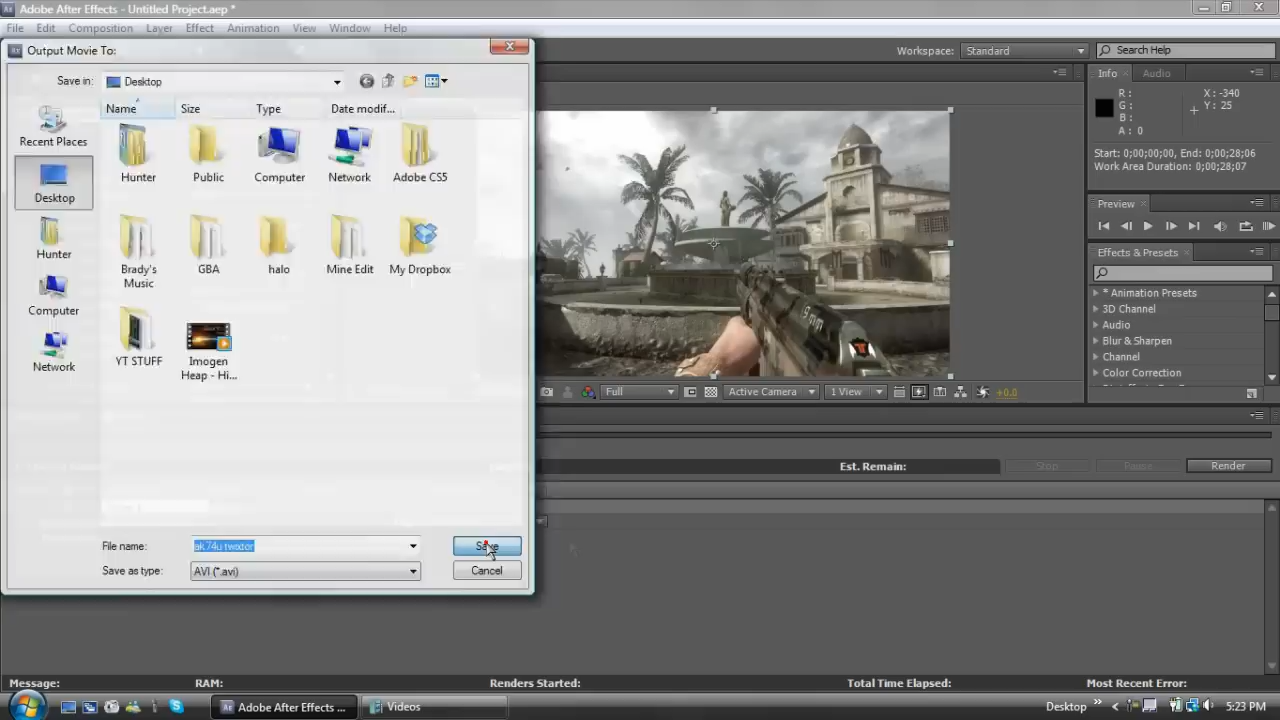 Adobe After Effects - Untitled Project.aep *
File Edit Composition Layer Effect Animation View Window Help
Output Movie To:
Workspace: Standard Search Help
Save in: Desktop
Info Audio
Name Size Type Date modif...
R : X : -340
G : Y : 25
B :
A : 0
Recent Places
Desktop
Hunter
Computer
Network
Hunter Public Computer Network Adobe CS5
Brady's Music GBA halo Mine Edit My Dropbox
YT STUFF Imogen Heap - Hi...
Start: 0;00;00;00, End: 0;00;28;06
Work Area Duration: 0;00;28;07
Preview
Effects & Presets
* Animation Presets
3D Channel
Audio
Blur & Sharpen
Channel
Color Correction
9 mm
Full Active Camera 1 View +0.0
Est. Remain: Stop Pause Render
File name: ak74u twixtor Save
Save as type: AVI (*.avi) Cancel
Message: RAM: Renders Started: Total Time Elapsed: Most Recent Error:
Adobe After Effects ... Videos Desktop 5:23 PM